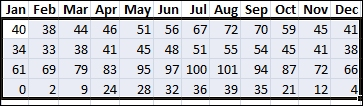 Jan Feb Mar Apr May Jun Jul Aug Sep Oct Nov Dec
40 38 44 46 51 56 67 72 70 59 45 41
34 33 38 41 45 48 51 55 54 45 41 38
61 69 79 83 95 97 100 101 94 87 72 66
0 2 9 24 28 32 36 39 35 21 12 4